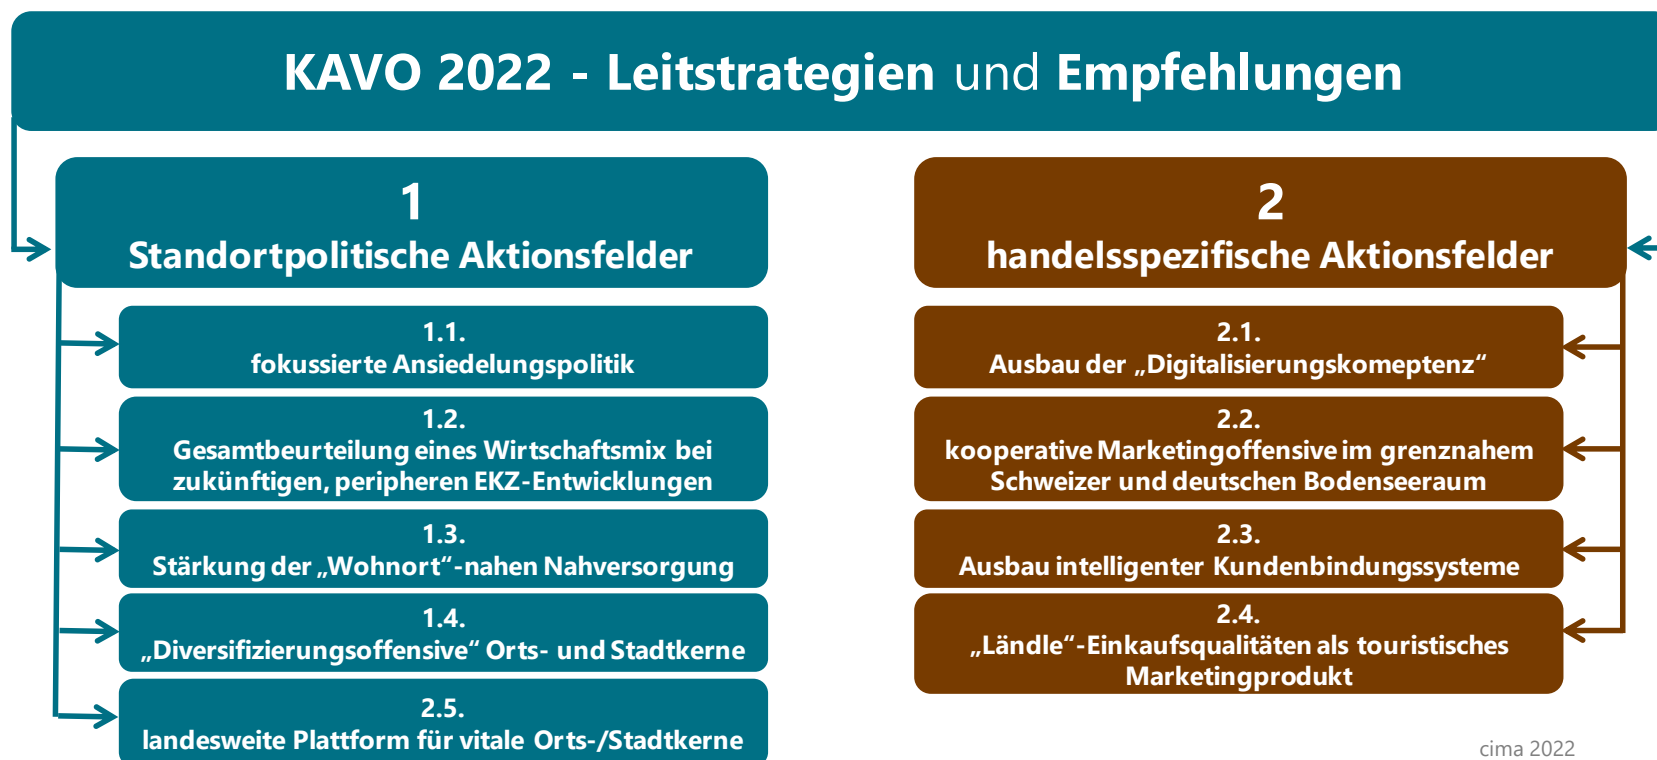 KAVO 2022 - Leitstrategien und Empfehlungen
1
Standortpolitische Aktionsfelder
1.1.
fokussierte Ansiedelungspolitik
1.2.
Gesamtbeurteilung eines Wirtschaftsmix bei
zukünftigen, peripheren EKZ-Entwicklungen
1.3.
Stärkung der „Wohnort“-nahen Nahversorgung
1.4.
„Diversifizierungsoffensive“ Orts- und Stadtkerne
2.5.
landesweite Plattform für vitale Orts-/Stadtkerne
2
handelsspezifische Aktionsfelder
2.1.
Ausbau der „Digitalisierungskomeptenz“
2.2.
kooperative Marketingoffensive im grenznahem
Schweizer und deutschen Bodenseeraum
2.3.
Ausbau intelligenter Kundenbindungssysteme
2.4.
„Ländle“-Einkaufsqualitäten als touristisches
Marketingprodukt
cima 2022